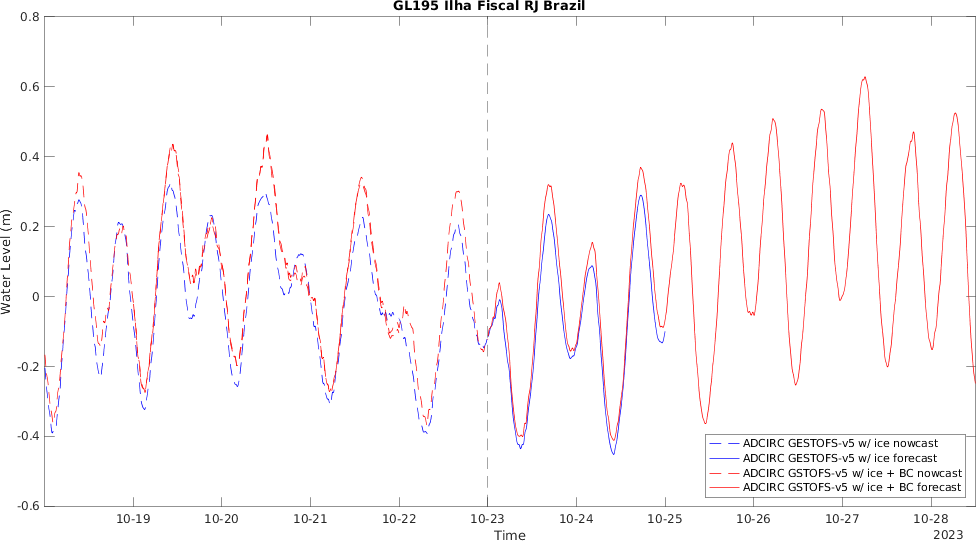 GL195 Ilha Fiscal RJ Brazil
0.8
0.6
0.4
0.2
0
-0.2
-0.4
-0.6
Water Level (m)
ADCIRC GESTOFS-v5 w/ ice nowcast
ADCIRC GESTOFS-v5 w/ ice forecast
ADCIRC GSTOFS-v5 w/ ice + BC nowcast
ADCIRC GSTOFS-v5 w/ ice + BC forecast
10-19 10-20 10-21 10-22 10-23 10-24 10-25 10-26 10-27 10-28
Time
2023